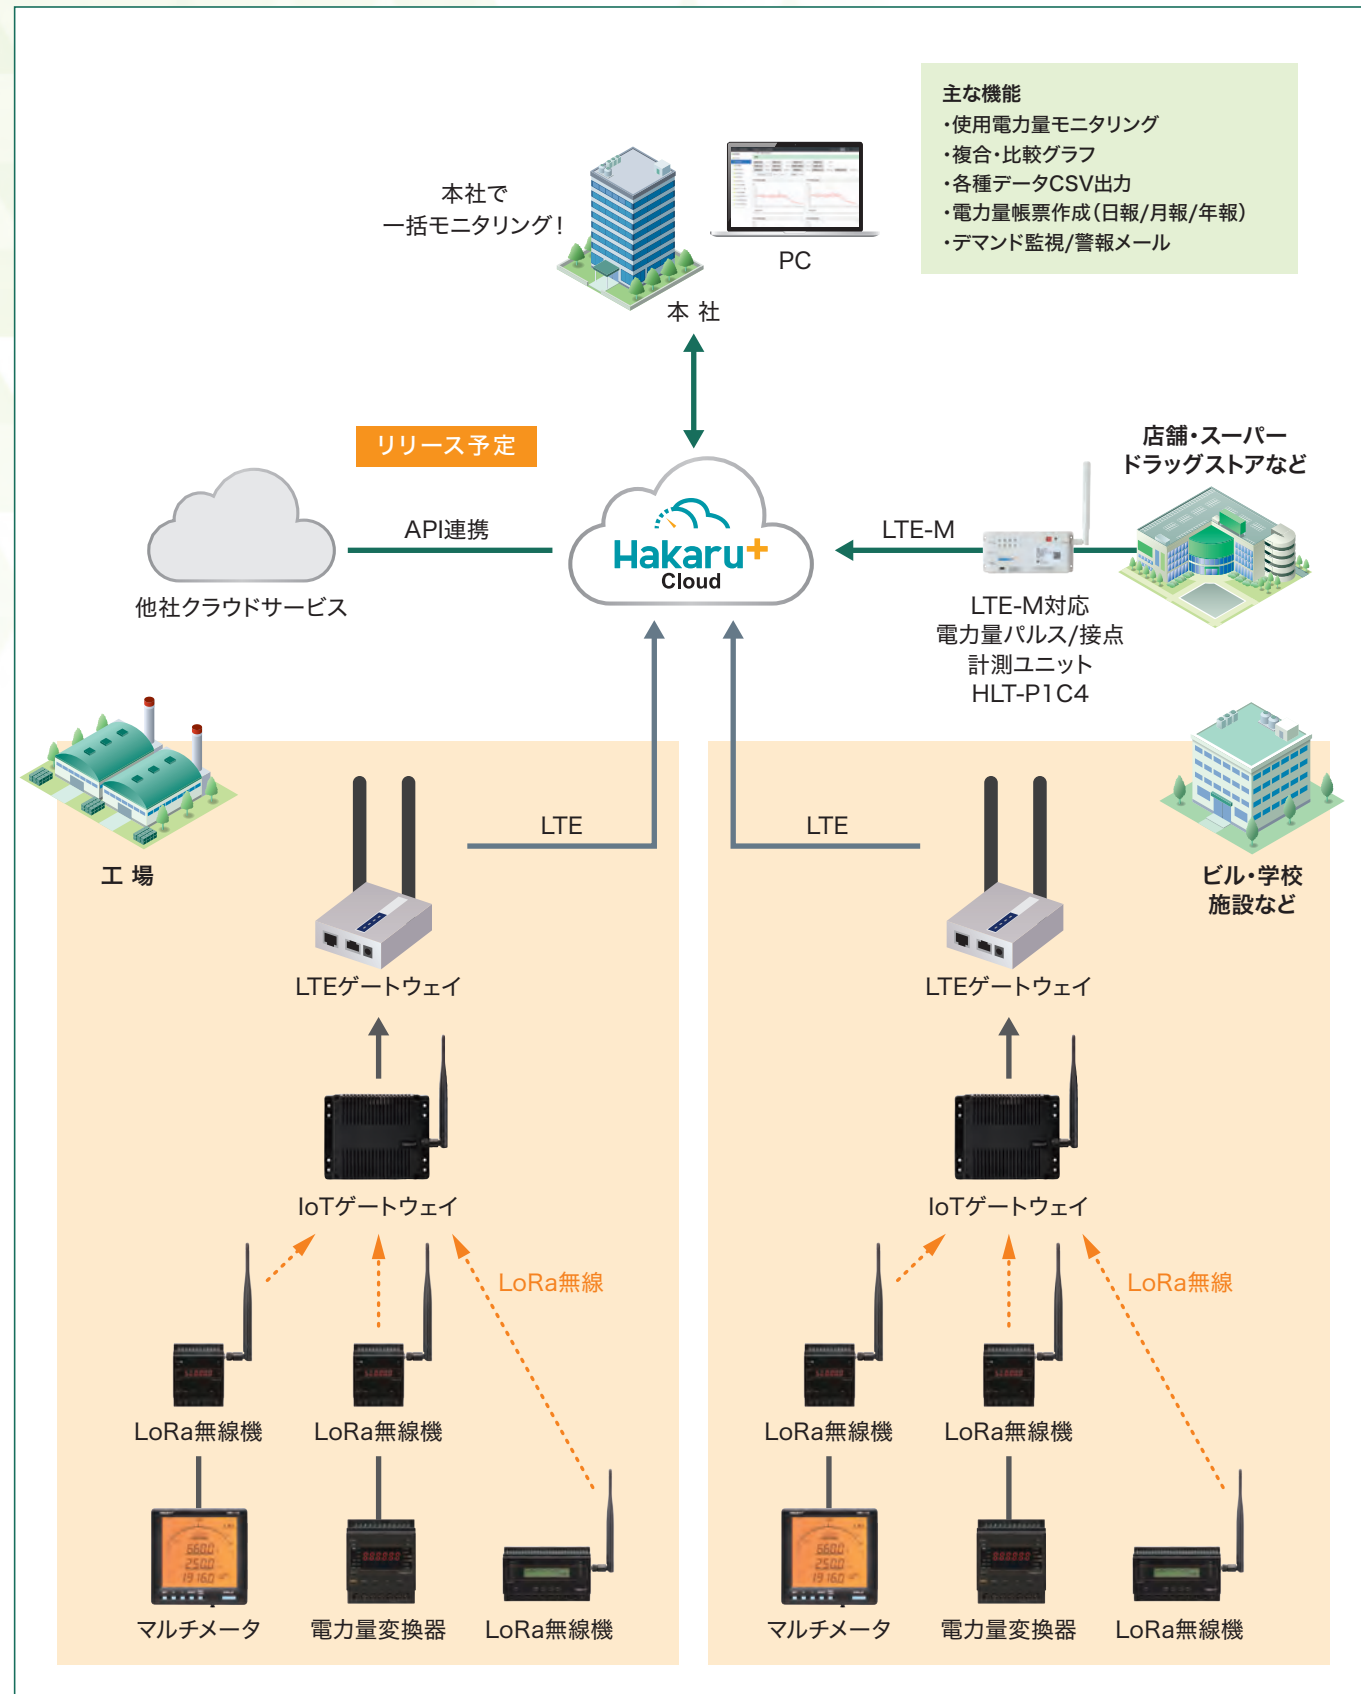 主な機能
・使用電力量モニタリング
・複合・比較グラフ
・各種データCSV出力
・電力量帳票作成（日報/月報/年報）
・デマンド監視/警報メール
本社で
一括モニタリング！
PC
本 社
リリース予定
API連携
他社クラウドサービス
Hakaru+
Cloud
LTE-M
店舗・スーパー
ドラッグストアなど
LTE-M対応
電力量パルス/接点
計測ユニット
HLT-P1C4
工 場
LTE
LTEゲートウェイ
IoTゲートウェイ
LoRa無線
LoRa無線機
LoRa無線機
660.0
250.0
1916.0
マルチメータ
電力量変換器
LoRa無線機
ビル・学校
施設など
LTE
LTEゲートウェイ
IoTゲートウェイ
LoRa無線
LoRa無線機
LoRa無線機
660.0
250.0
1916.0
マルチメータ
電力量変換器
LoRa無線機